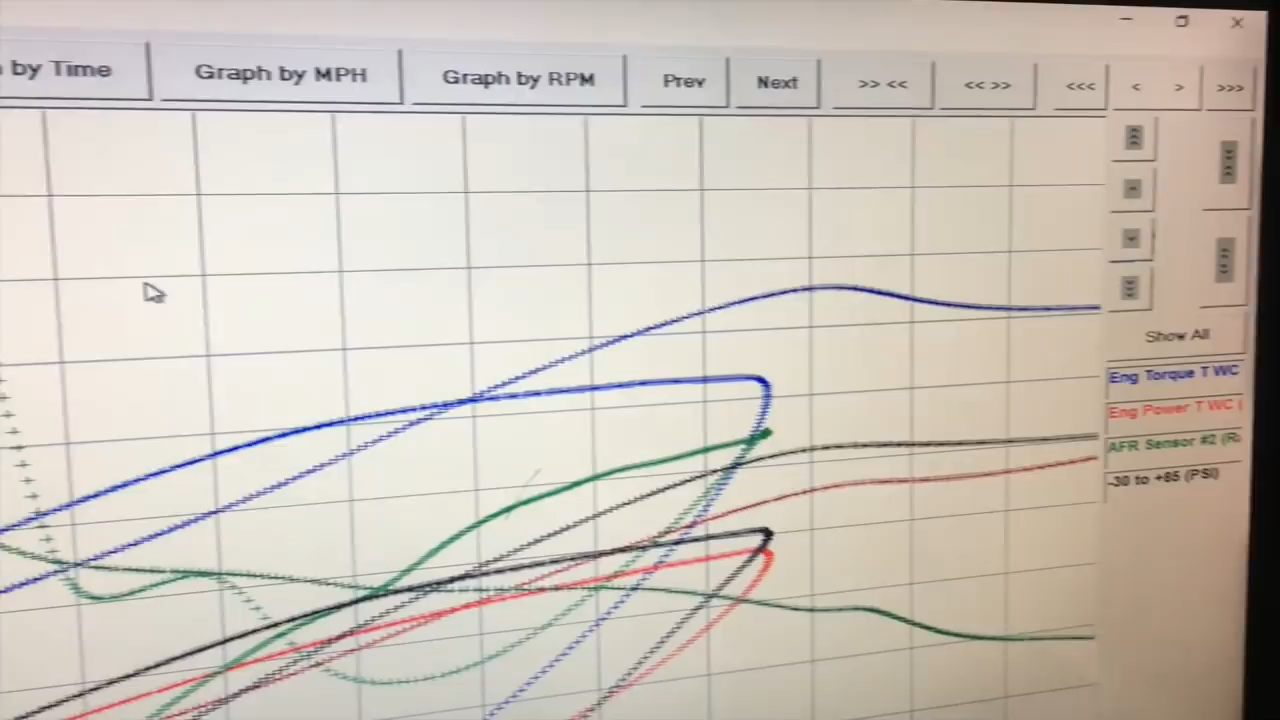 by Time
Graph by MPH
Graph by RPM
Prev
Next
>> <<
<< >>
<<<
<
>
>>>
Show All
Eng Torque T WC
Eng Power T WC
AFR Sensor #2
-30 to +85 (PSI)